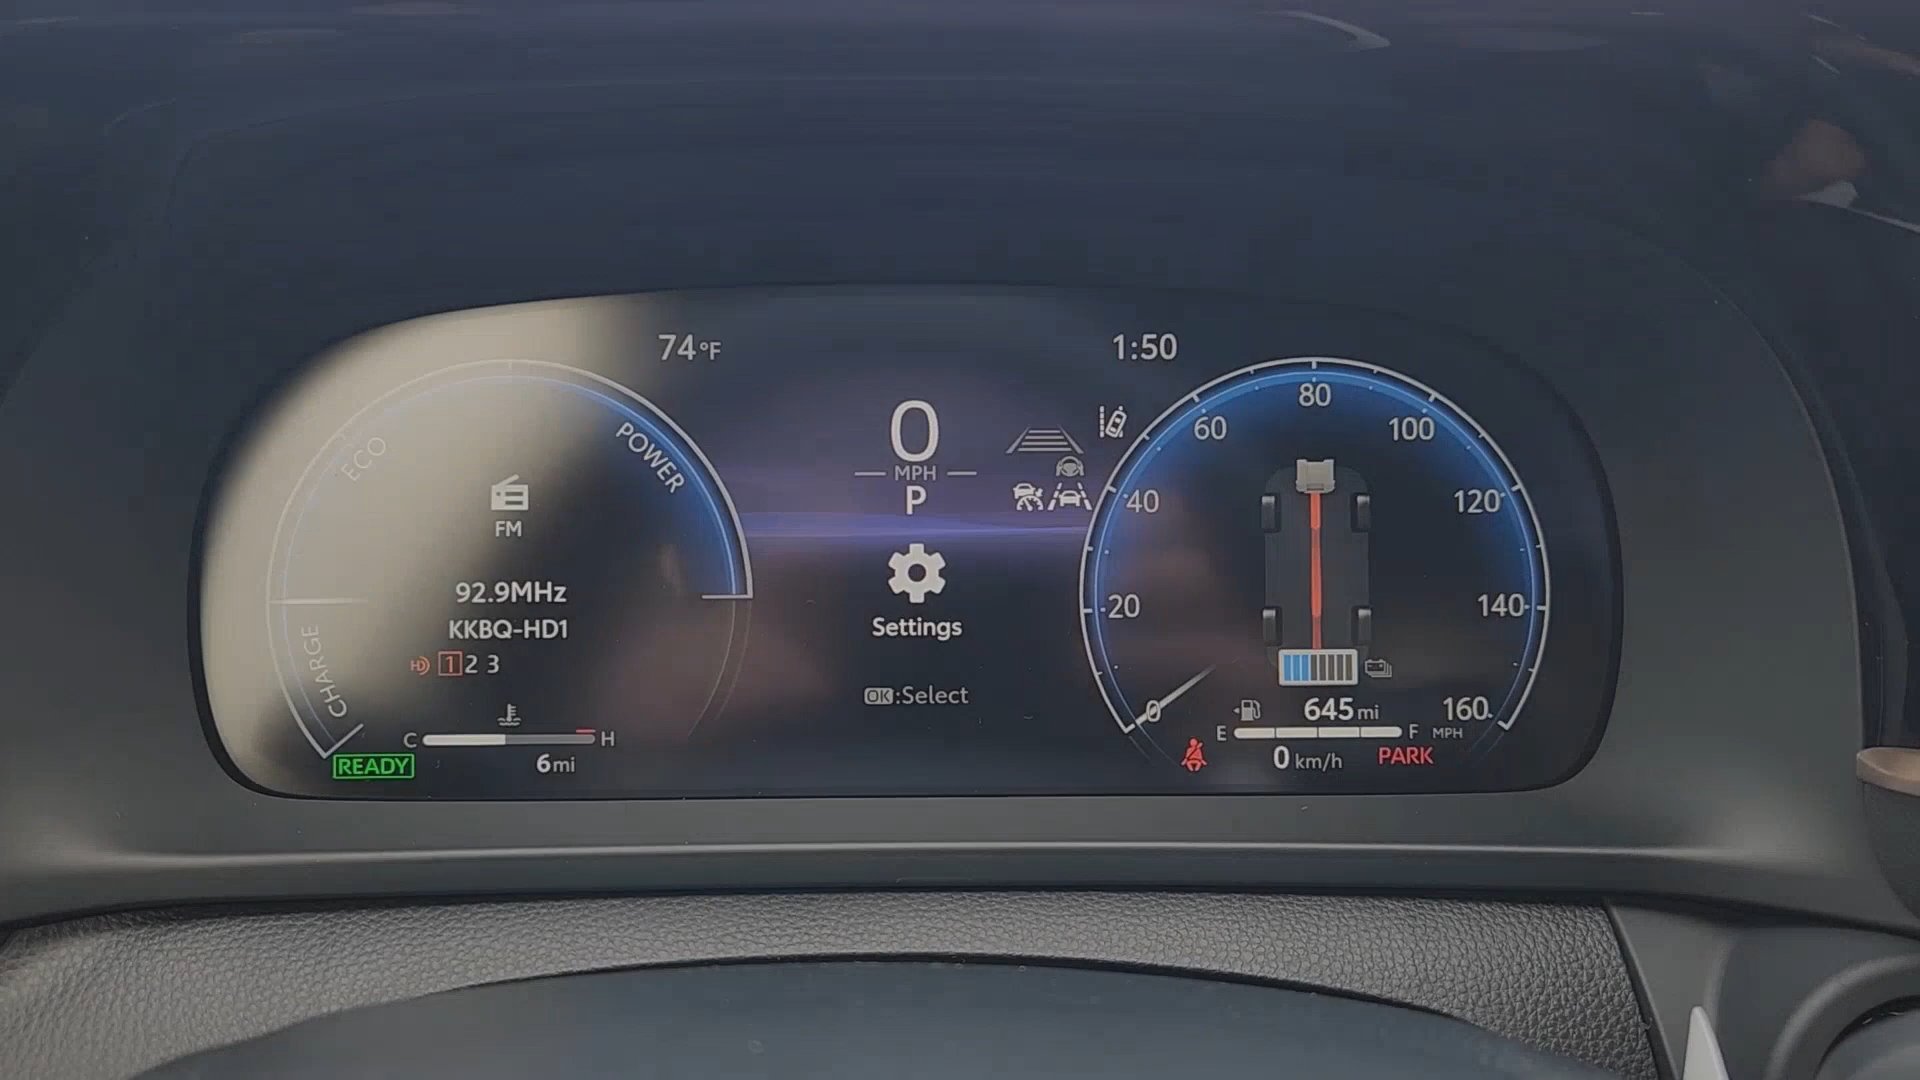 74°F
1:50
ECO
POWER
CHARGE
FM
92.9MHz
KKBQ-HD1
HD 1 2 3
C H
READY
6mi
0
MPH
P
Settings
OK:Select
0 20 40 60 80 100 120 140 160
MPH
645 mi
E F
0 km/h
PARK